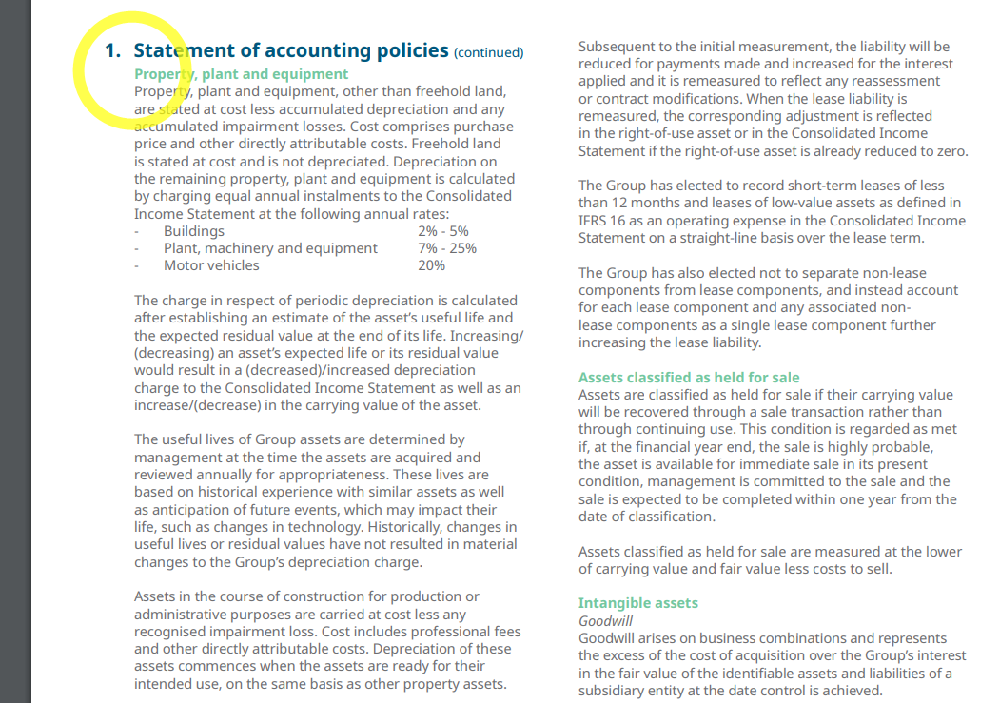 1. Statement of accounting policies (continued)
Property, plant and equipment
Property, plant and equipment, other than freehold land,
are stated at cost less accumulated depreciation and any
accumulated impairment losses. Cost comprises purchase
price and other directly attributable costs. Freehold land
is stated at cost and is not depreciated. Depreciation on
the remaining property, plant and equipment is calculated
by charging equal annual instalments to the Consolidated
Income Statement at the following annual rates:
- Buildings 2% - 5%
- Plant, machinery and equipment 7% - 25%
- Motor vehicles 20%
The charge in respect of periodic depreciation is calculated
after establishing an estimate of the asset's useful life and
the expected residual value at the end of its life. Increasing/
(decreasing) an asset's expected life or its residual value
would result in a (decreased)/increased depreciation
charge to the Consolidated Income Statement as well as an
increase/(decrease) in the carrying value of the asset.
The useful lives of Group assets are determined by
management at the time the assets are acquired and
reviewed annually for appropriateness. These lives are
based on historical experience with similar assets as well
as anticipation of future events, which may impact their
life, such as changes in technology. Historically, changes in
useful lives or residual values have not resulted in material
changes to the Group's depreciation charge.
Assets in the course of construction for production or
administrative purposes are carried at cost less any
recognised impairment loss. Cost includes professional fees
and other directly attributable costs. Depreciation of these
assets commences when the assets are ready for their
intended use, on the same basis as other property assets.
Subsequent to the initial measurement, the liability will be
reduced for payments made and increased for the interest
applied and it is remeasured to reflect any reassessment
or contract modifications. When the lease liability is
remeasured, the corresponding adjustment is reflected
in the right-of-use asset or in the Consolidated Income
Statement if the right-of-use asset is already reduced to zero.
The Group has elected to record short-term leases of less
than 12 months and leases of low-value assets as defined in
IFRS 16 as an operating expense in the Consolidated Income
Statement on a straight-line basis over the lease term.
The Group has also elected not to separate non-lease
components from lease components, and instead account
for each lease component and any associated non-
lease components as a single lease component further
increasing the lease liability.
Assets classified as held for sale
Assets are classified as held for sale if their carrying value
will be recovered through a sale transaction rather than
through continuing use. This condition is regarded as met
if, at the financial year end, the sale is highly probable,
the asset is available for immediate sale in its present
condition, management is committed to the sale and the
sale is expected to be completed within one year from the
date of classification.
Assets classified as held for sale are measured at the lower
of carrying value and fair value less costs to sell.
Intangible assets
Goodwill
Goodwill arises on business combinations and represents
the excess of the cost of acquisition over the Group's interest
in the fair value of the identifiable assets and liabilities of a
subsidiary entity at the date control is achieved.